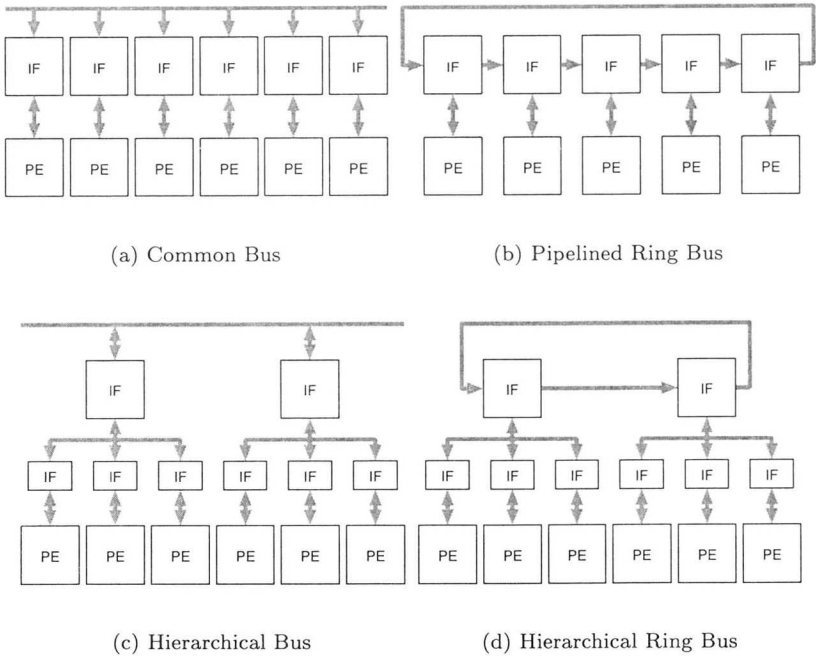 IF IF IF IF IF IF
PE PE PE PE PE PE
(a) Common Bus
IF IF IF IF IF
PE PE PE PE PE
(b) Pipelined Ring Bus
IF IF
IF IF IF IF IF IF
PE PE PE PE PE PE
(c) Hierarchical Bus
IF IF
IF IF IF IF IF IF
PE PE PE PE PE PE
(d) Hierarchical Ring Bus